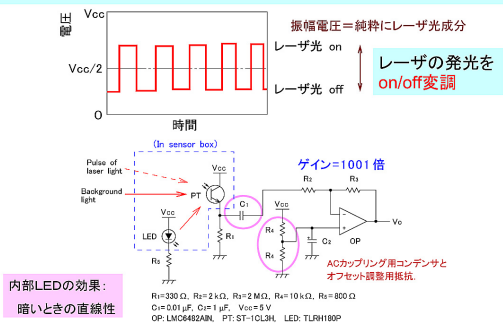 電圧
Vcc
Vcc/2
0
時間
振幅電圧＝純粋にレーザ光成分
レーザ光 on
レーザ光 off
レーザの発光を
on/off変調
(In sensor box)
Pulse of
laser light
Background
light
PT
Vcc
LED
Vcc
R5
R1
C1
Vcc
R4
R4
C2
R2
R3
ゲイン=1001倍
-
+
OP
Vo
ACカップリング用コンデンサと
オフセット調整用抵抗.
内部LEDの効果:
暗いときの直線性
R1=330 Ω, R2=2 kΩ, R3=2 MΩ, R4=10 kΩ, R5=800 Ω
C1=0.01 μF, C2=1 μF, Vcc=5 V
OP: LMC6482AIN, PT: ST-1CL3H, LED: TLRH180P